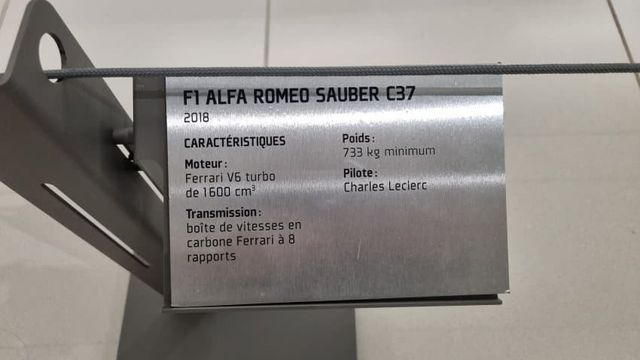 F1 ALFA ROMEO SAUBER C37
2018
CARACTÉRISTIQUES
Moteur :
Ferrari V6 turbo
de 1600 cm³
Transmission :
boîte de vitesses en
carbone Ferrari à 8
rapports
Poids :
733 kg minimum
Pilote :
Charles Leclerc